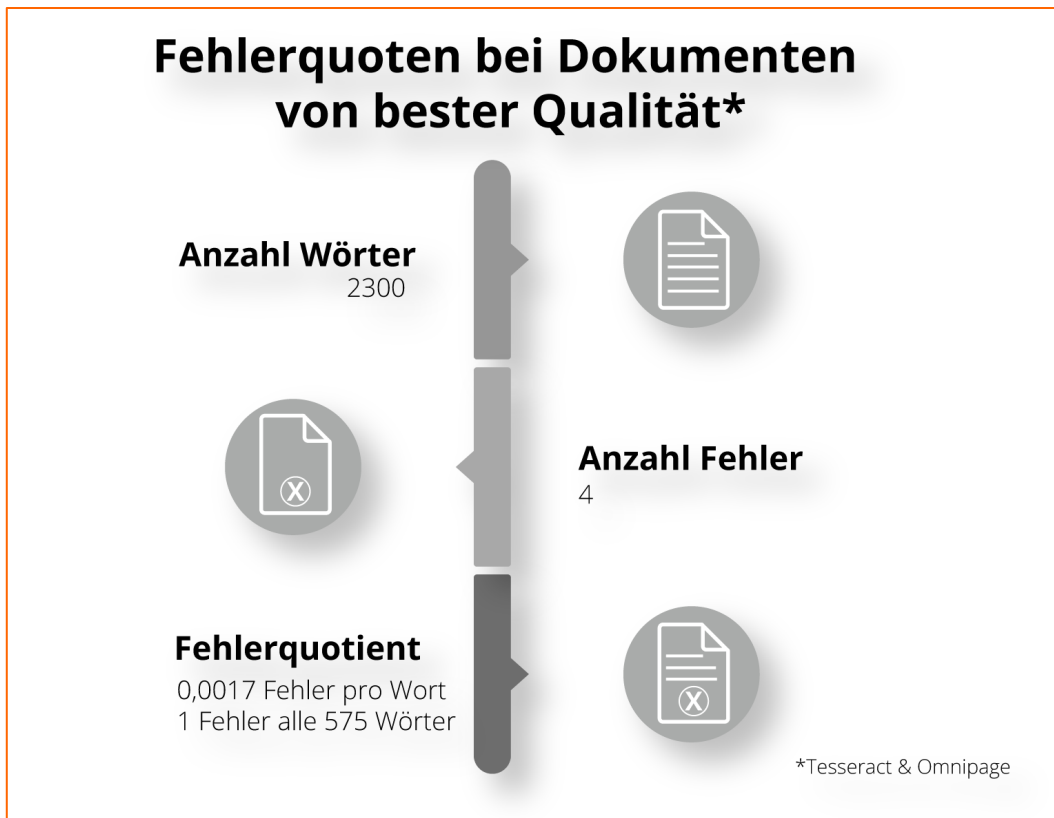 Fehlerquoten bei Dokumenten
von bester Qualität*
Anzahl Wörter
2300
X
Anzahl Fehler
4
Fehlerquotient
0,0017 Fehler pro Wort
1 Fehler alle 575 Wörter
X
*Tesseract & Omnipage